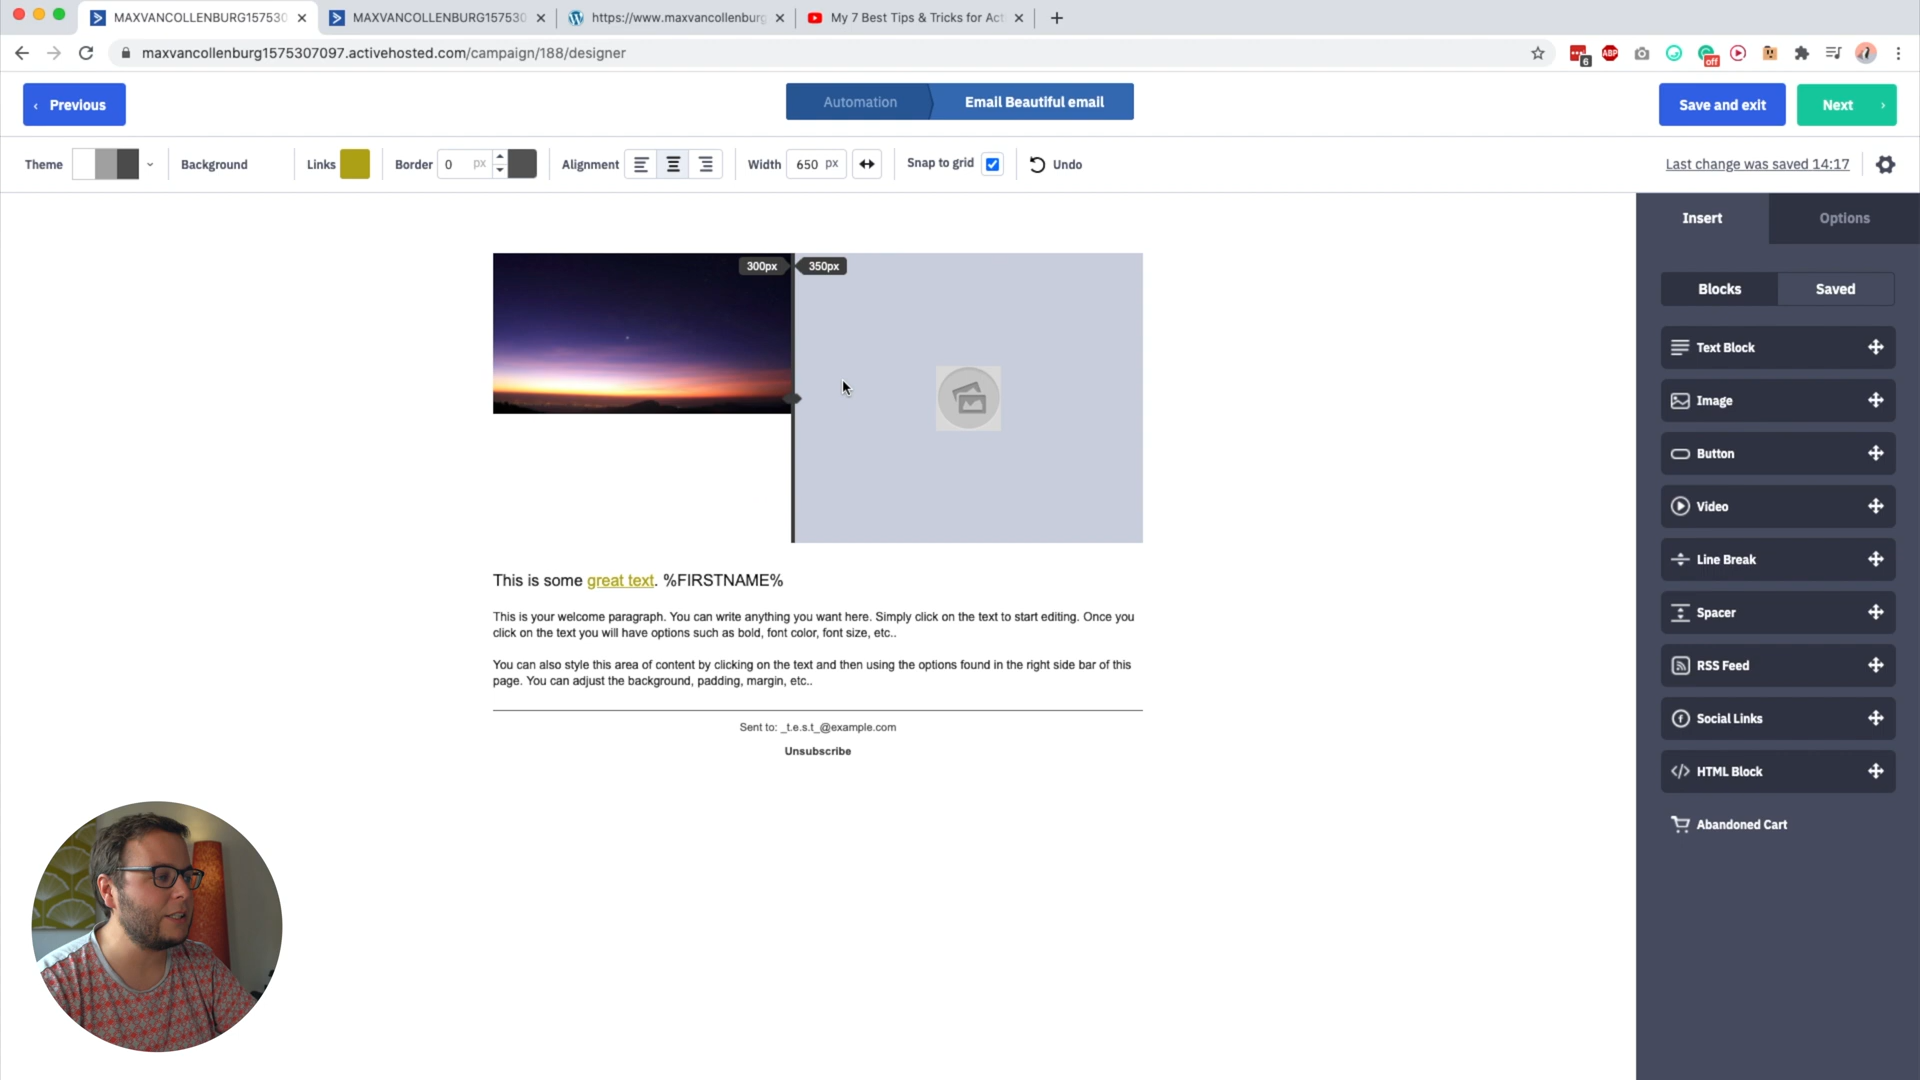 MAXVANCOLLENBURG157530
MAXVANCOLLENBURG157530
https://www.maxvancollenburg
My 7 Best Tips & Tricks for Act
maxvancollenburg1575307097.activehosted.com/campaign/188/designer
6
ABP
off
Previous
Automation
Email Beautiful email
Save and exit
Next
Theme
Background
Links
Border 0 px
Alignment
Width 650 px
Snap to grid
Undo
Last change was saved 14:17
Insert
Options
300px
350px
Blocks
Saved
Text Block
Image
Button
Video
Line Break
Spacer
RSS Feed
Social Links
HTML Block
Abandoned Cart
This is some great text. %FIRSTNAME%
This is your welcome paragraph. You can write anything you want here. Simply click on the text to start editing. Once you
click on the text you will have options such as bold, font color, font size, etc..
You can also style this area of content by clicking on the text and then using the options found in the right side bar of this
page. You can adjust the background, padding, margin, etc..
Sent to: _t.e.s.t_@example.com
Unsubscribe